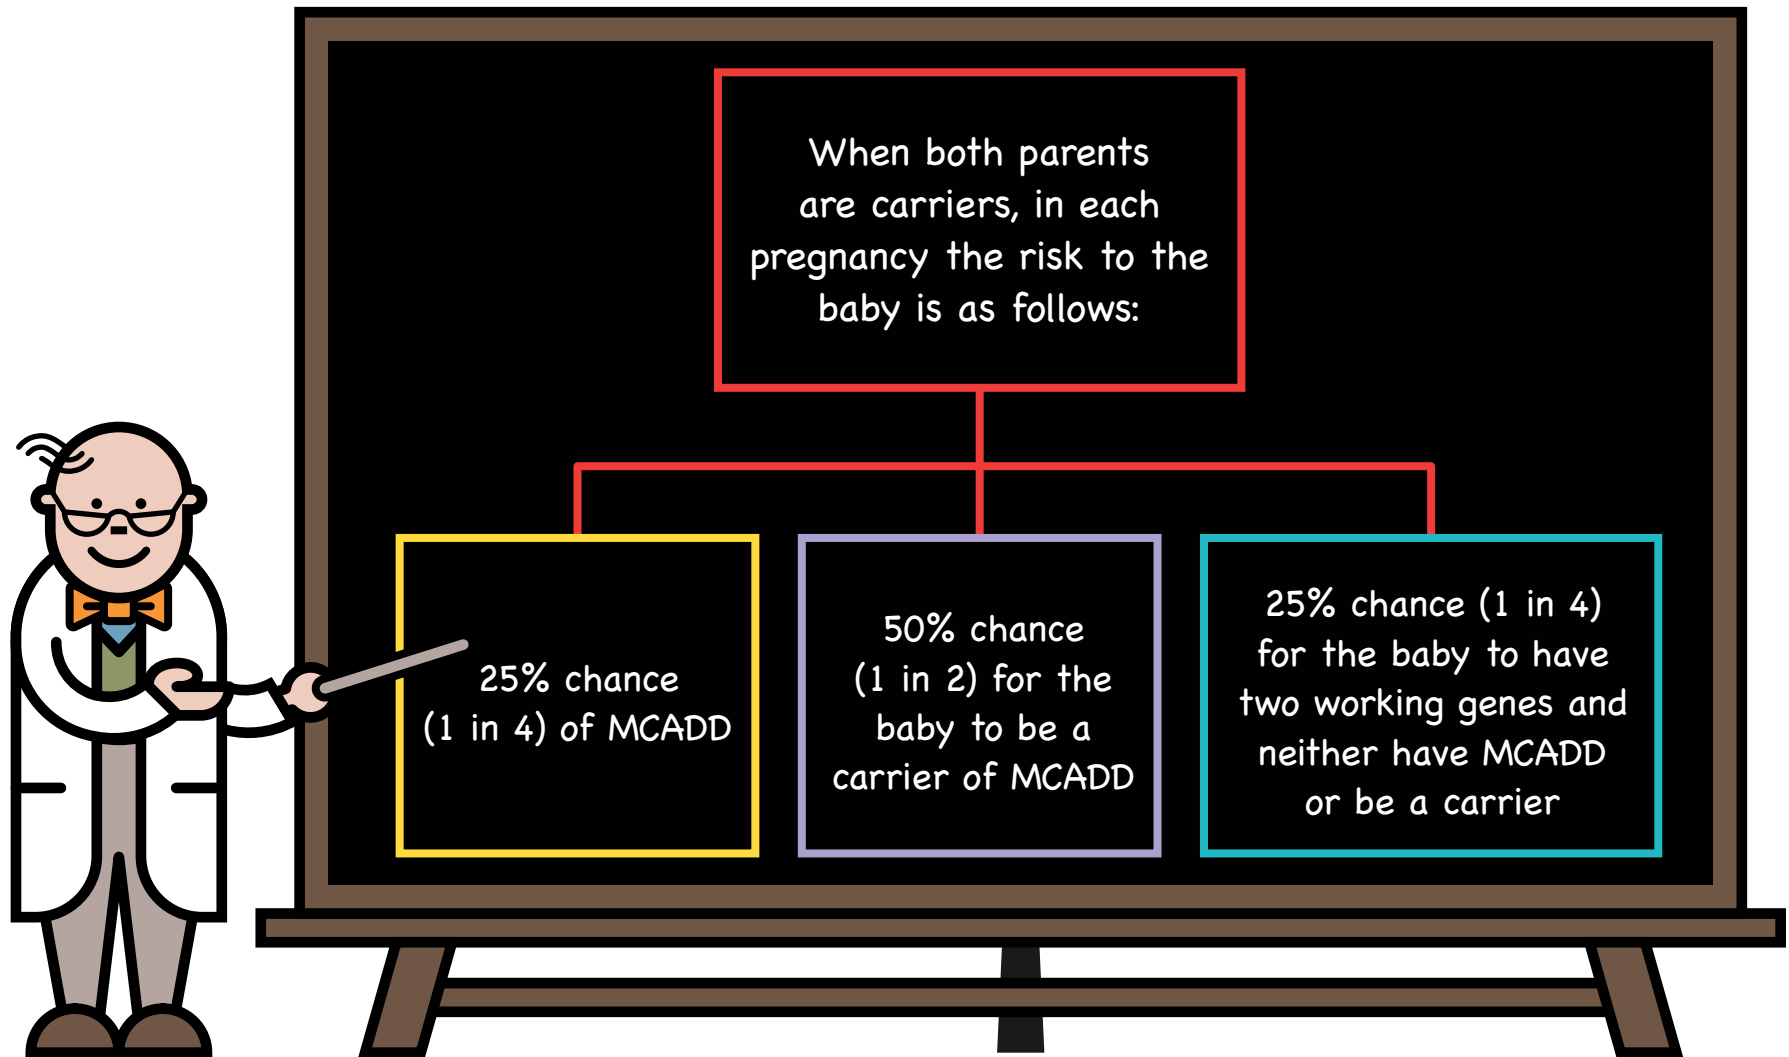 When both parents
are carriers, in each
pregnancy the risk to the
baby is as follows:
25% chance
(1 in 4) of MCADD
50% chance
(1 in 2) for the
baby to be a
carrier of MCADD
25% chance (1 in 4)
for the baby to have
two working genes and
neither have MCADD
or be a carrier